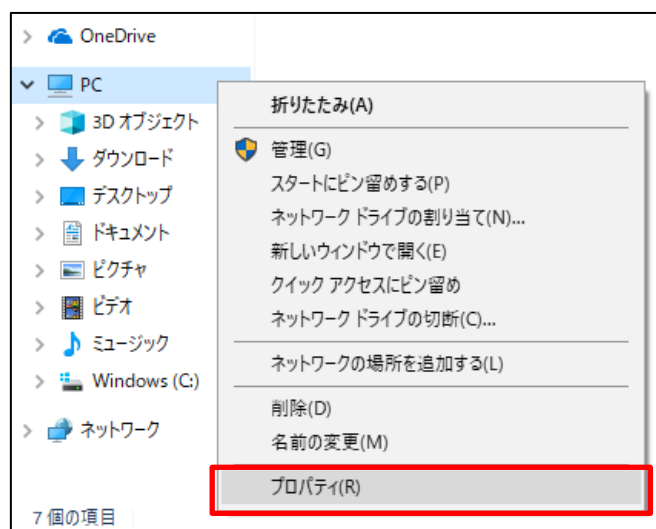 OneDrive
PC
3D オブジェクト
ダウンロード
デスクトップ
ドキュメント
ピクチャ
ビデオ
ミュージック
Windows (C:)
ネットワーク
7 個の項目
折りたたみ(A)
管理(G)
スタートにピン留めする(P)
ネットワーク ドライブの割り当て(N)...
新しいウィンドウで開く(E)
クイック アクセスにピン留め
ネットワーク ドライブの切断(C)...
ネットワークの場所を追加する(L)
削除(D)
名前の変更(M)
プロパティ(R)